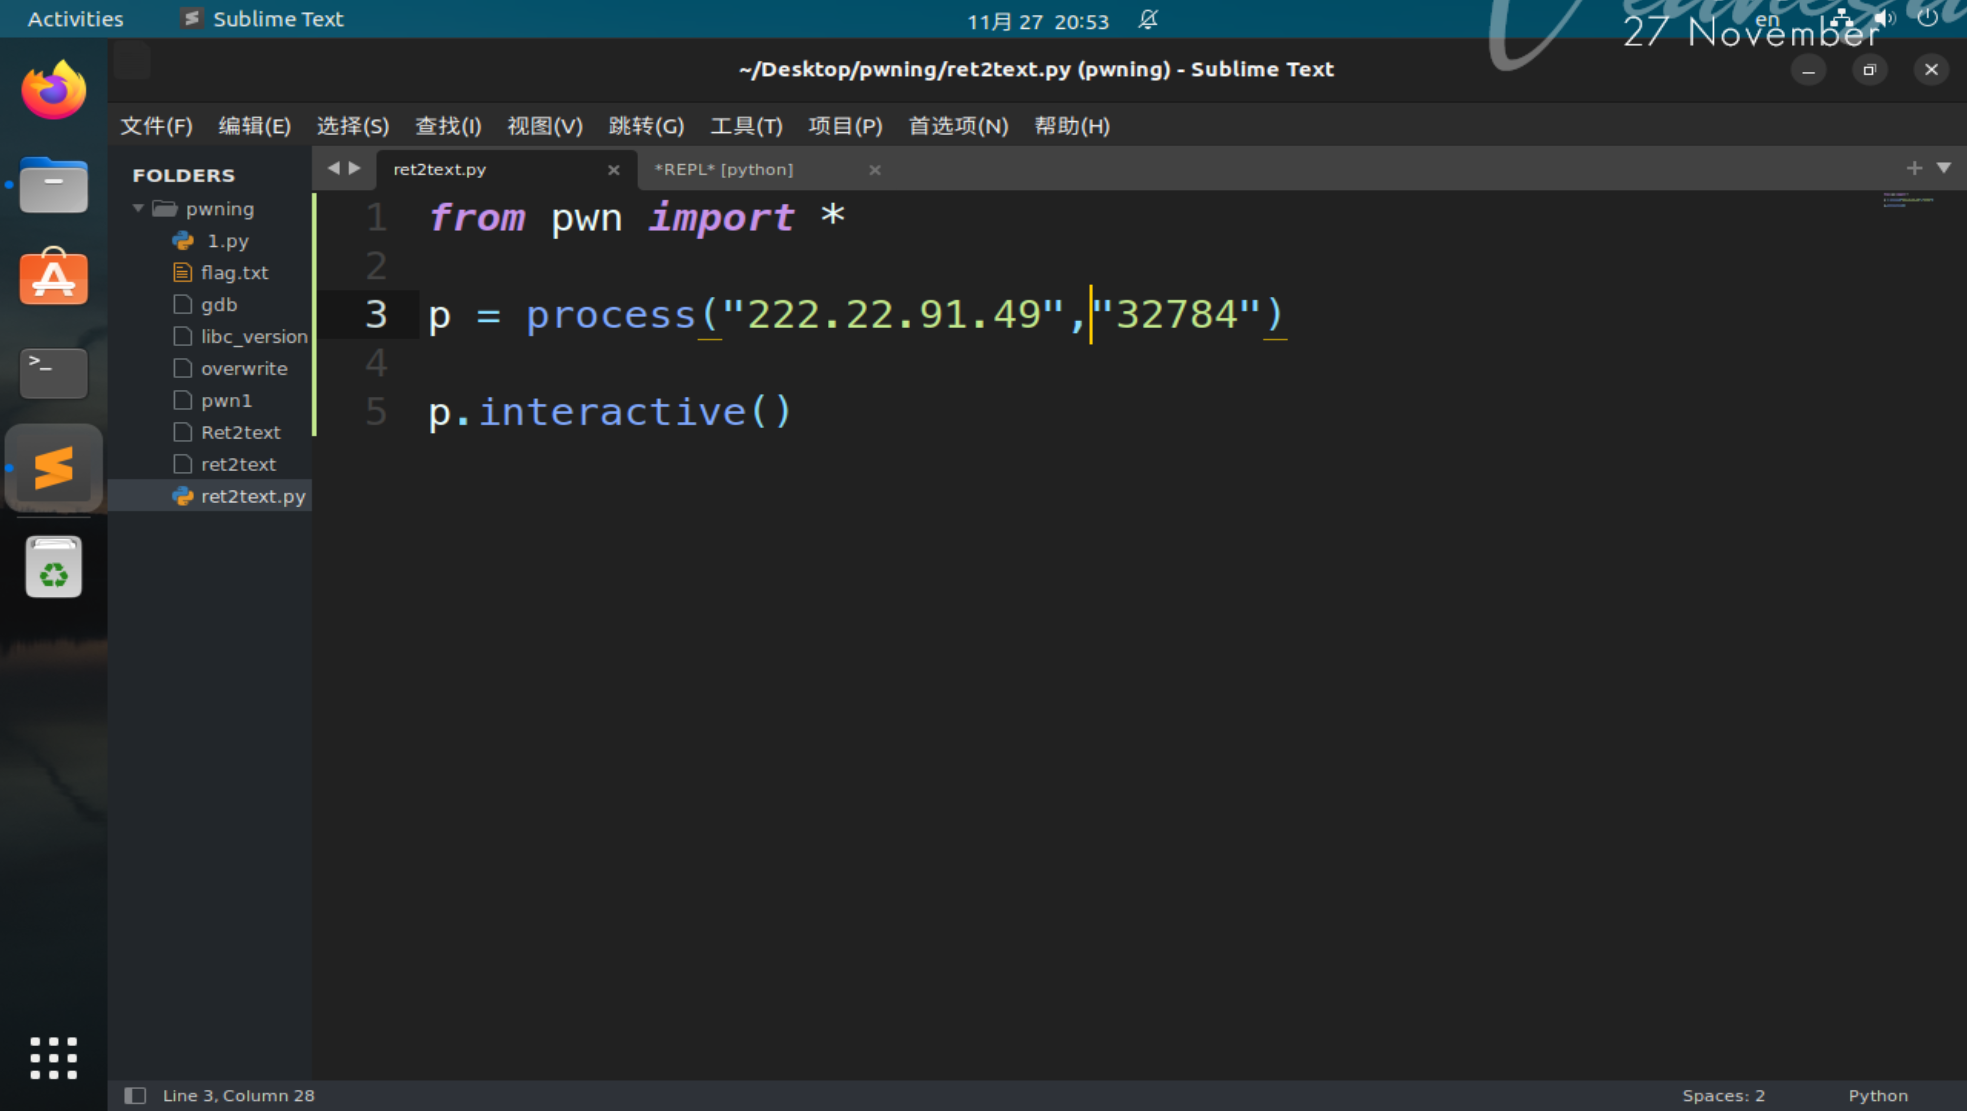 Activities
Sublime Text
11月 27 20:53
en
27 November
~/Desktop/pwning/ret2text.py (pwning) - Sublime Text
文件(F) 编辑(E) 选择(S) 查找(I) 视图(V) 跳转(G) 工具(T) 项目(P) 首选项(N) 帮助(H)
FOLDERS
pwning
1.py
flag.txt
gdb
libc_version
overwrite
pwn1
Ret2text
ret2text
ret2text.py
ret2text.py
*REPL* [python]
1 from pwn import *
2
3 p = process("222.22.91.49","32784")
4
5 p.interactive()
Line 3, Column 28
Spaces: 2
Python